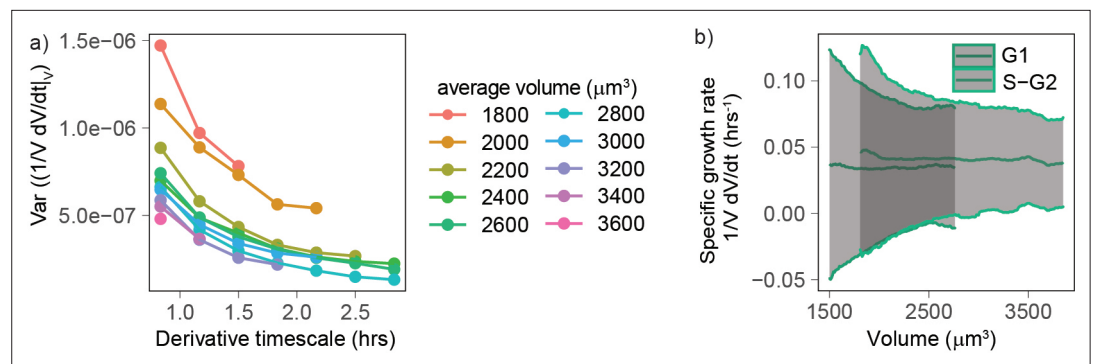 a)
1.5e−06
1.0e−06
5.0e−07
Var ((1/V dV/dt|V)
1.0
1.5
2.0
2.5
Derivative timescale (hrs)
average volume (μm³)
1800
2000
2200
2400
2600
2800
3000
3200
3400
3600
b)
G1
S−G2
0.10
0.05
0.00
−0.05
Specific growth rate
1/V dV/dt (hrs⁻¹)
1500
2500
3500
Volume (μm³)